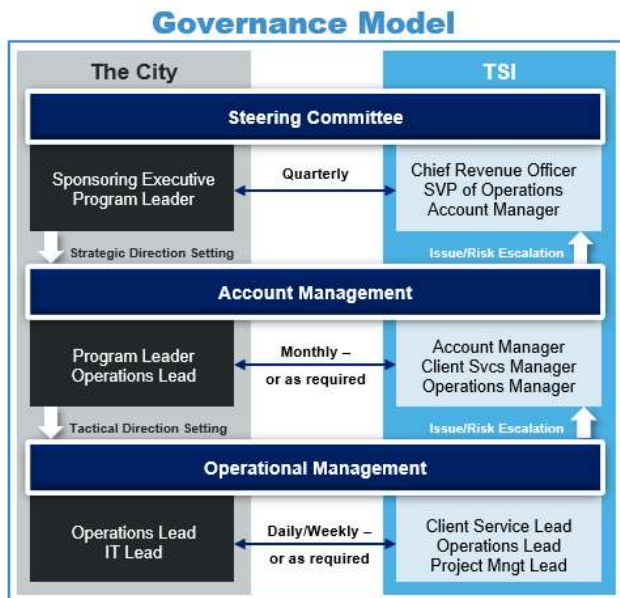 Governance Model
The City
TSI
Steering Committee
Sponsoring Executive
Program Leader
Quarterly
Chief Revenue Officer
SVP of Operations
Account Manager
Strategic Direction Setting
Issue/Risk Escalation
Account Management
Program Leader
Operations Lead
Monthly –
or as required
Account Manager
Client Svcs Manager
Operations Manager
Tactical Direction Setting
Issue/Risk Escalation
Operational Management
Operations Lead
IT Lead
Daily/Weekly –
or as required
Client Service Lead
Operations Lead
Project Mngt Lead